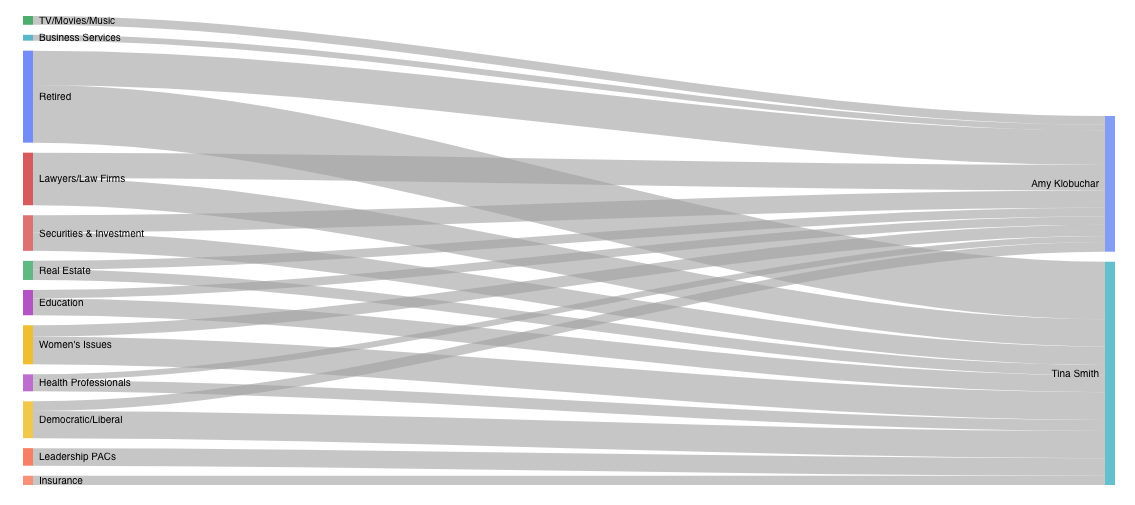 TV/Movies/Music
Business Services
Retired
Lawyers/Law Firms
Securities & Investment
Real Estate
Education
Women's Issues
Health Professionals
Democratic/Liberal
Leadership PACs
Insurance
Amy Klobuchar
Tina Smith